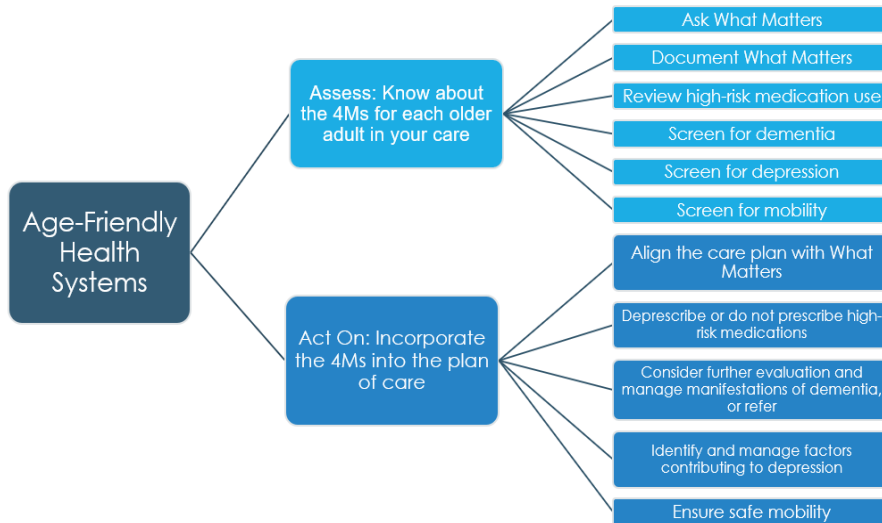 Age-Friendly
Health
Systems
Assess: Know about
the 4Ms for each older
adult in your care
Ask What Matters
Document What Matters
Review high-risk medication use
Screen for dementia
Screen for depression
Screen for mobility
Act On: Incorporate
the 4Ms into the plan
of care
Align the care plan with What
Matters
Deprescribe or do not prescribe high-
risk medications
Consider further evaluation and
manage manifestations of dementia,
or refer
Identify and manage factors
contributing to depression
Ensure safe mobility